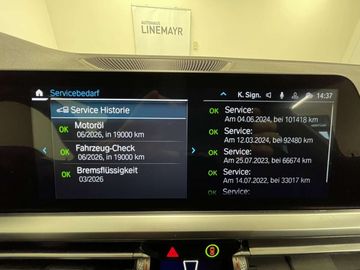 AUTOHAUS
LINEMAYR
Servicebedarf
K. Sign.
14:37
Service Historie
OK Motoröl
06/2026, in 19000 km
OK Fahrzeug-Check
06/2026, in 19000 km
OK Bremsflüssigkeit
03/2026
OK Service:
Am 04.06.2024, bei 101418 km
OK Service:
Am 12.03.2024, bei 92480 km
OK Service:
Am 25.07.2023, bei 66674 km
OK Service:
Am 14.07.2022, bei 33017 km